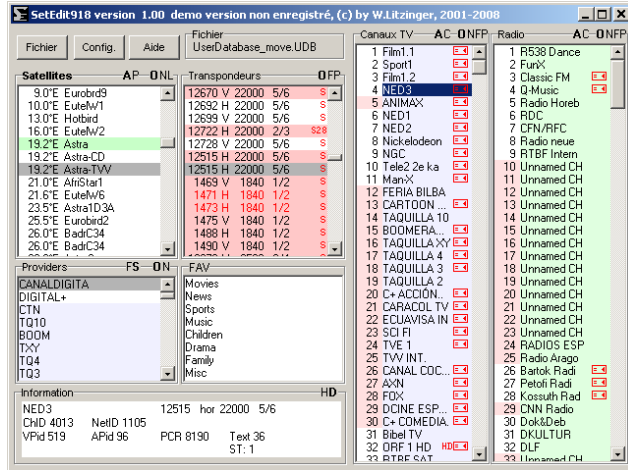 SetEdit918 version 1.00 demo version non enregistré, (c) by W.Litzinger, 2001-2008
Fichier Config. Aide
Fichier
UserDatabase_move.UDB
Satellites AP ONL
9.0°E Eurobrd9
10.0°E EutelW1
13.0°E Hotbird
16.0°E EutelW2
19.2°E Astra
19.2°E Astra-CD
19.2°E Astra-TVV
21.0°E AfriStar1
21.6°E EutelW6
23.5°E Astra1D3A
25.5°E Eurobird2
26.0°E BadrC34
26.0°E BadrC34
Transpondeurs OFP
12670 V 22000 5/6 S
12692 H 22000 5/6 S
12699 V 22000 5/6 S
12722 H 22000 2/3 S28
12728 V 22000 5/6 S
12515 H 22000 5/6 S
12515 H 22000 5/6
1469 V 1840 1/2 S
1471 H 1840 1/2 S
1473 H 1840 1/2 S
1475 V 1840 1/2 S
1488 H 1840 1/2 S
1490 V 1840 1/2 S
Providers FS ON
CANALDIGITA
DIGITAL+
CTN
TQ10
BOOM
TXY
TQ4
TQ3
FAV
Movies
News
Sports
Music
Children
Drama
Family
Misc
Information HD-
NED3 12515 hor 22000 5/6
ChID 4013 NetID 1105
VPid 519 APid 96 PCR 8190 Text 36
ST: 1
Canaux TV AC ONFP
1 Film1.1
2 Sport1
3 Film1.2
4 NED3
5 ANIMAX
6 NED1
7 NED2
8 Nickelodeon
9 NGC
10 Tele2 2e ka
11 Man-X
12 FERIA BILBA
13 CARTOON ...
14 TAQUILLA 10
15 BOOMERA...
16 TAQUILLA XY
17 TAQUILLA 4
18 TAQUILLA 3
19 TAQUILLA 2
20 C+ ACCIÓN..
21 CARACOL TV
22 ECUAVISA IN
23 SCI FI
24 TVE 1
25 TVV INT.
26 CANAL COC...
27 AXN
28 FOX
29 DCINE ESP...
30 C+ COMEDIA.
31 Bibel TV
32 ORF 1 HD HD
33 RTBF SAT
Radio AC ONFP
1 R538 Dance
2 FunX
3 Classic FM
4 Q-Music
5 Radio Horeb
6 RDC
7 CFN/RFC
8 Radio neue
9 RTBF Intern
10 Unnamed CH
11 Unnamed CH
12 Unnamed CH
13 Unnamed CH
14 Unnamed CH
15 Unnamed CH
16 Unnamed CH
17 Unnamed CH
18 Unnamed CH
19 Unnamed CH
20 Unnamed CH
21 Unnamed CH
22 Unnamed CH
23 Unnamed CH
24 RADIOS ESP
25 Radio Arago
26 Bartok Radi
27 Petofi Radi
28 Kossuth Rad
29 CNN Radio
30 Dok&Deb
31 DKULTUR
32 DLF
33 Unnamed CH